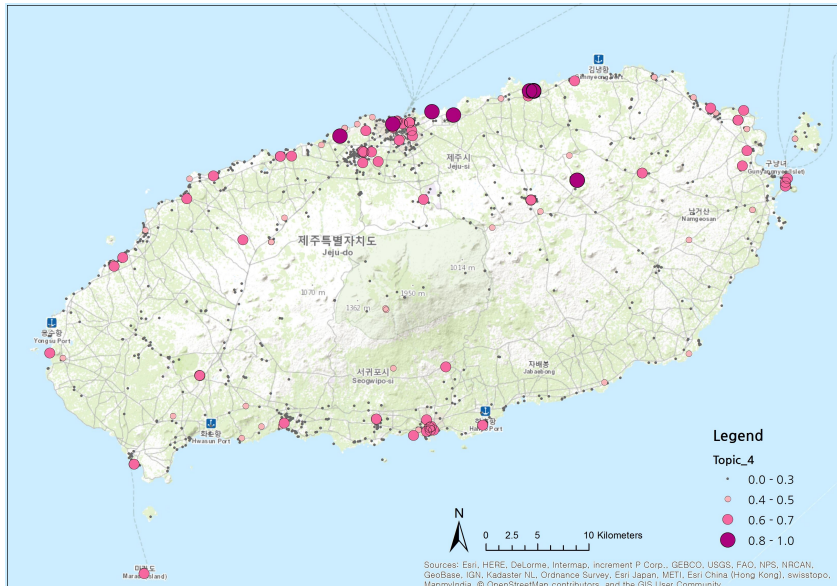 김녕항
구낭녀
Gunyangnyeo(Islet)
제주시
Jeju-si
남거산
Namgeosan
제주특별자치도
Jeju-do
1014 m
1950 m
1070 m
1362 m
용수항
Yongsu Port
자배봉
Jabaebong
서귀포시
Seogwipo-si
화순항
Hwasun Port
Port
Legend
Topic_4
0.0 - 0.3
0.4 - 0.5
0.6 - 0.7
0.8 - 1.0
N
0 2.5 5 10 Kilometers
Sources: Esri, HERE, DeLorme, Intermap, increment P Corp., GEBCO, USGS, FAO, NPS, NRCAN,
GeoBase, IGN, Kadaster NL, Ordnance Survey, Esri Japan, METI, Esri China (Hong Kong), swisstopo,
MapmyIndia, © OpenStreetMap contributors, and the GIS User Community